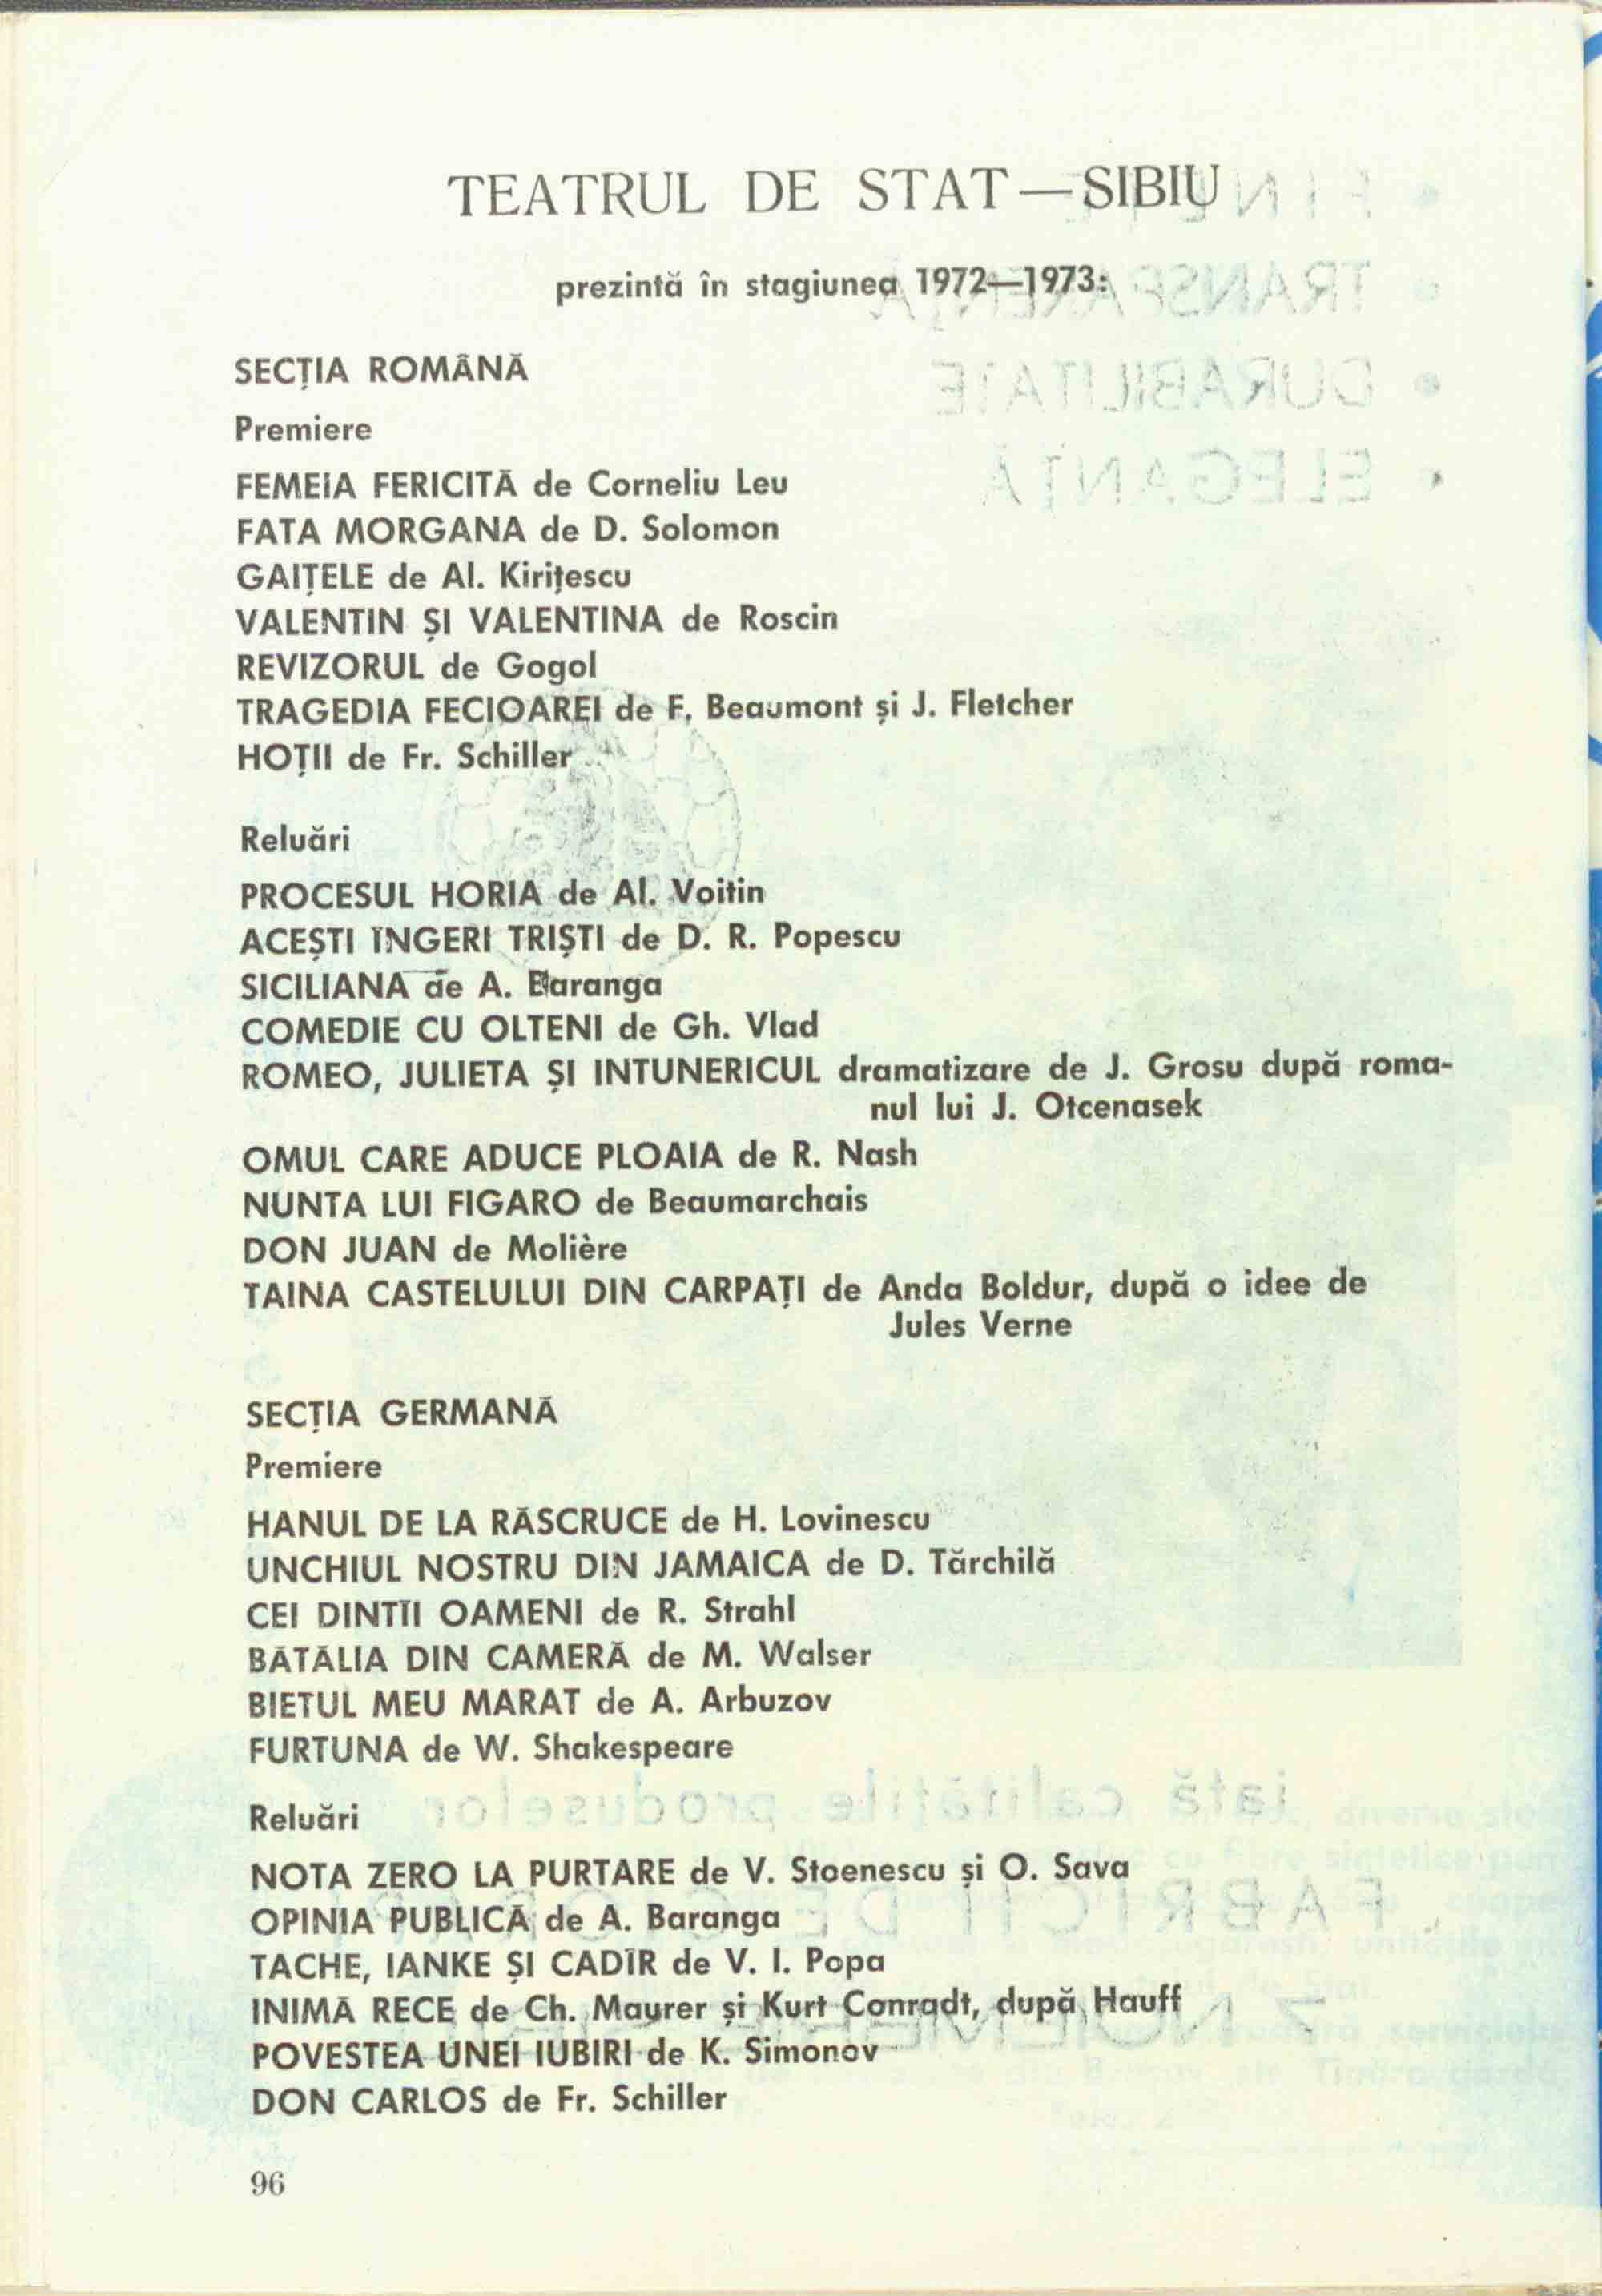 TEATRUL DE STAT — SIBIU
prezintă în stagiunea 1972—1973:
SECȚIA ROMÂNĂ
Premiere
FEMEIA FERICITĂ de Corneliu Leu
FATA MORGANA de D. Solomon
GAIȚELE de Al. Kirițescu
VALENTIN ȘI VALENTINA de Roscin
REVIZORUL de Gogol
TRAGEDIA FECIOAREI de F. Beaumont și J. Fletcher
HOȚII de Fr. Schiller
Reluări
PROCESUL HORIA de Al. Voitin
ACEȘTI ÎNGERI TRIȘTI de D. R. Popescu
SICILIANA de A. Baranga
COMEDIE CU OLTENI de Gh. Vlad
ROMEO, JULIETA ȘI INTUNERICUL dramatizare de J. Grosu după roma-
nul lui J. Otcenasek
OMUL CARE ADUCE PLOAIA de R. Nash
NUNTA LUI FIGARO de Beaumarchais
DON JUAN de Molière
TAINA CASTELULUI DIN CARPAȚI de Anda Boldur, după o idee de
Jules Verne
SECȚIA GERMANĂ
Premiere
HANUL DE LA RĂSCRUCE de H. Lovinescu
UNCHIUL NOSTRU DIN JAMAICA de D. Tărchilă
CEI DINTÎI OAMENI de R. Strahl
BĂTĂLIA DIN CAMERĂ de M. Walser
BIETUL MEU MARAT de A. Arbuzov
FURTUNA de W. Shakespeare
Reluări
NOTA ZERO LA PURTARE de V. Stoenescu și O. Sava
OPINIA PUBLICĂ de A. Baranga
TACHE, IANKE ȘI CADÎR de V. I. Popa
INIMĂ RECE de Ch. Maurer și Kurt Conradt, după Hauff
POVESTEA UNEI IUBIRI de K. Simonov
DON CARLOS de Fr. Schiller
96